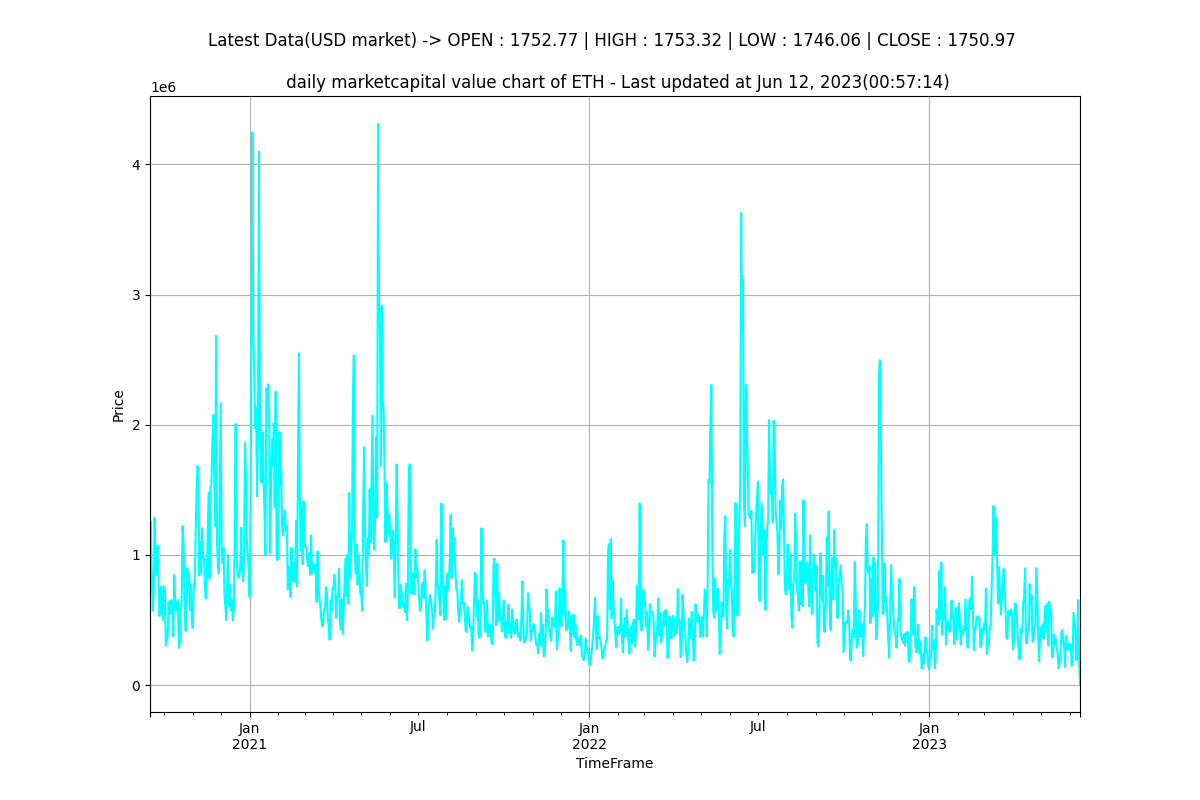 Latest Data(USD market) -> OPEN : 1752.77 | HIGH : 1753.32 | LOW : 1746.06 | CLOSE : 1750.97
daily marketcapital value chart of ETH - Last updated at Jun 12, 2023(00:57:14)
1e6
4
3
2
1
0
Price
Jan
2021
Jul
Jan
2022
Jul
Jan
2023
TimeFrame